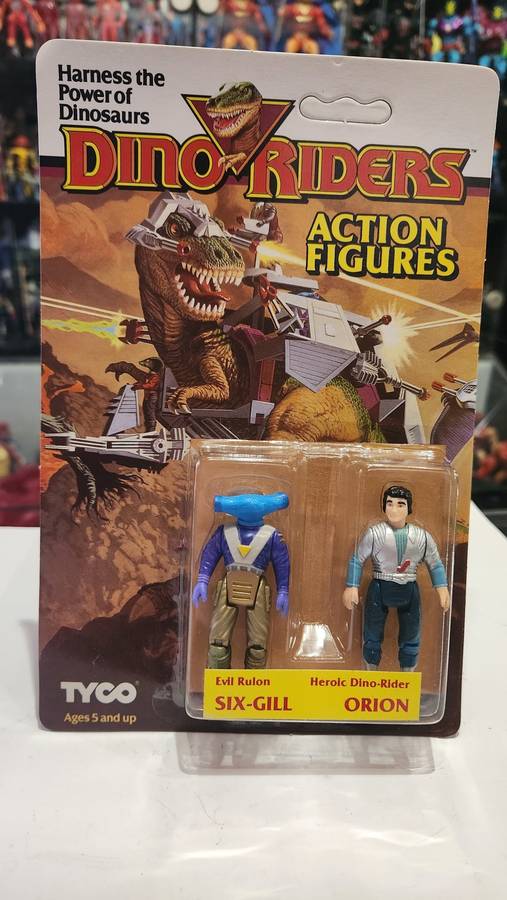 Harness the
Power of
Dinosaurs
DINO RIDERS™
ACTION
FIGURES
Evil Rulon
SIX-GILL
Heroic Dino-Rider
ORION
TYCO®
Ages 5 and up